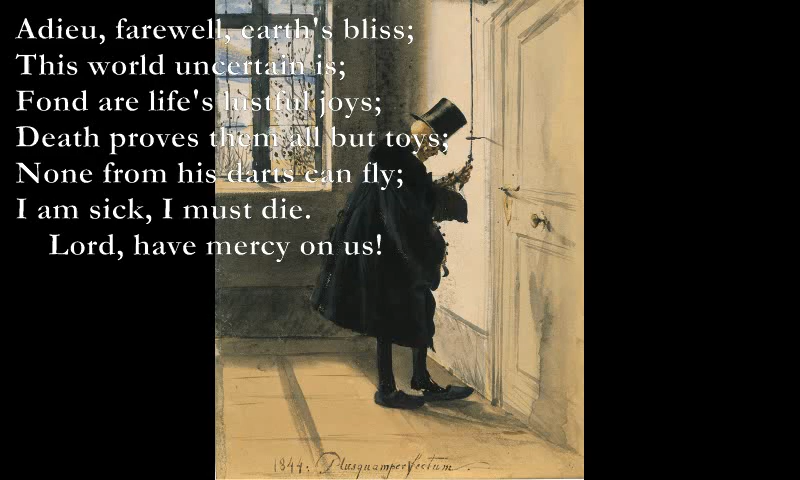 Adieu, farewell, earth's bliss;
This world uncertain is;
Fond are life's lustful joys;
Death proves them all but toys;
None from his darts can fly;
I am sick, I must die.
Lord, have mercy on us!
1844. Plusquamperfectum.